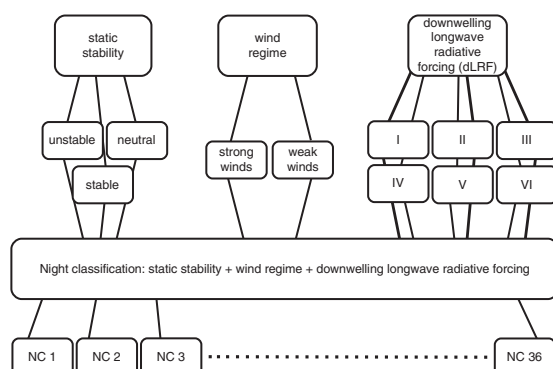 static
stability
wind
regime
downwelling
longwave
radiative
forcing (dLRF)
unstable
neutral
stable
strong
winds
weak
winds
I
II
III
IV
V
VI
Night classification: static stability + wind regime + downwelling longwave radiative forcing
NC 1
NC 2
NC 3
NC 36